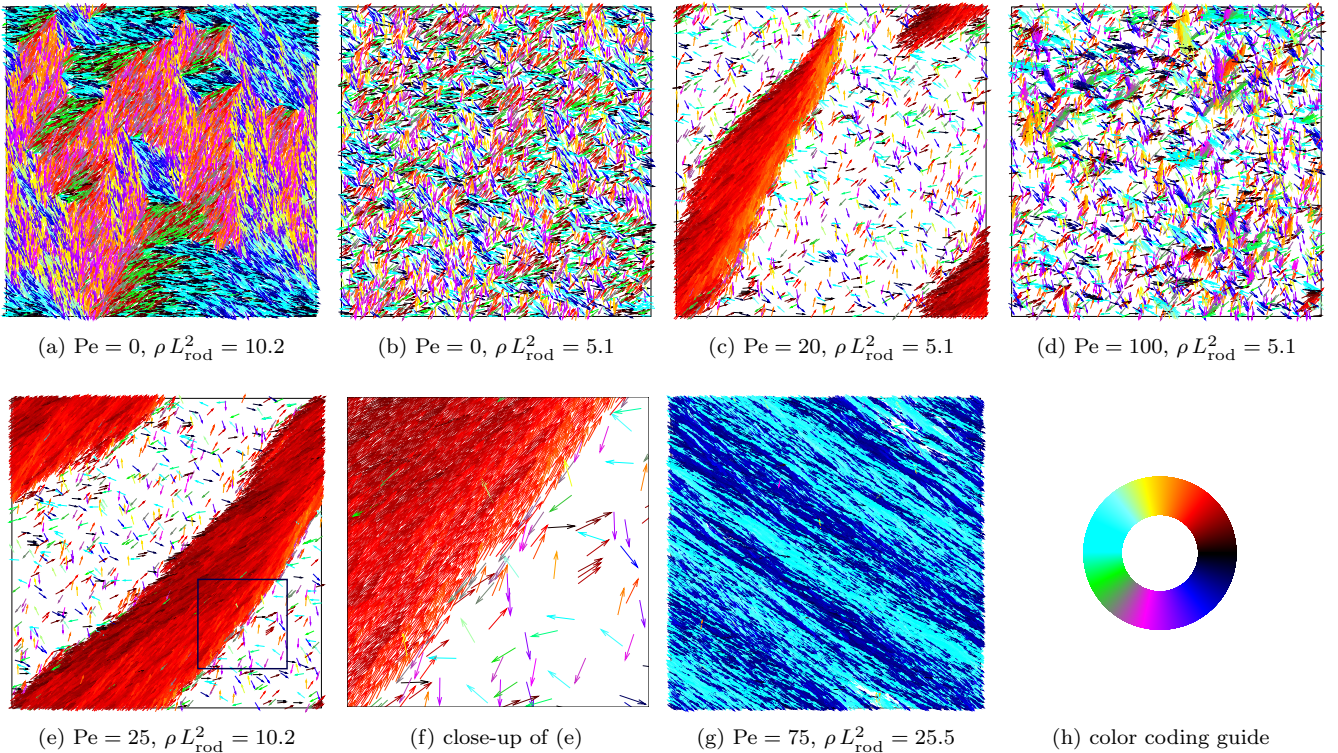 (a) Pe = 0, ρ L²rod = 10.2
(b) Pe = 0, ρ L²rod = 5.1
(c) Pe = 20, ρ L²rod = 5.1
(d) Pe = 100, ρ L²rod = 5.1
(e) Pe = 25, ρ L²rod = 10.2
(f) close-up of (e)
(g) Pe = 75, ρ L²rod = 25.5
(h) color coding guide